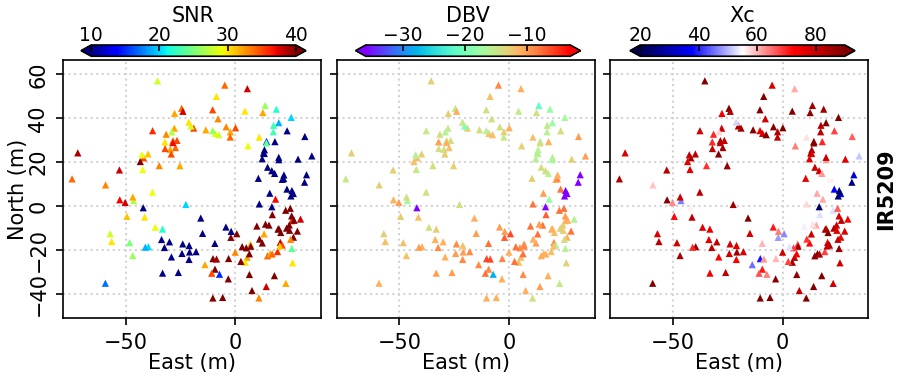 SNR
DBV
Xc
10 20 30 40
−30 −20 −10
20 40 60 80
60
40
20
0
−20
−40
North (m)
−50 0
−50 0
−50 0
East (m)
East (m)
East (m)
IR5209